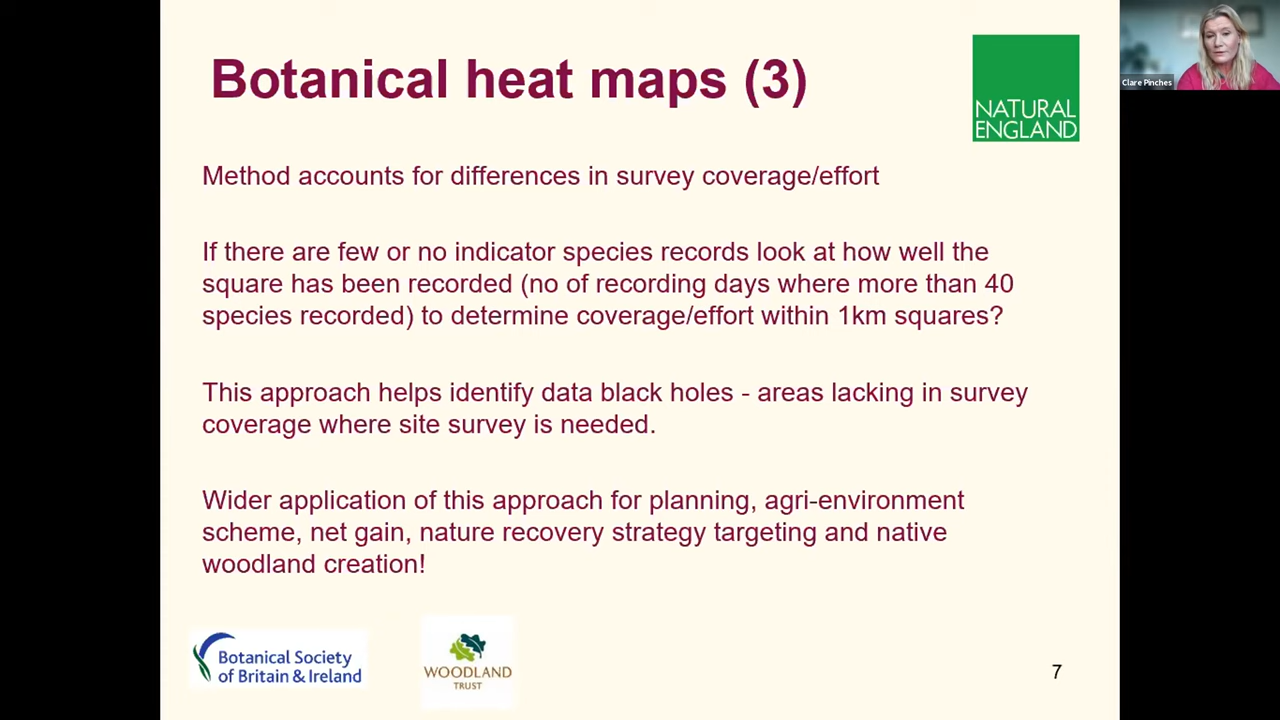 Botanical heat maps (3)
NATURAL
ENGLAND
Clare Pinches
Method accounts for differences in survey coverage/effort
If there are few or no indicator species records look at how well the
square has been recorded (no of recording days where more than 40
species recorded) to determine coverage/effort within 1km squares?
This approach helps identify data black holes - areas lacking in survey
coverage where site survey is needed.
Wider application of this approach for planning, agri-environment
scheme, net gain, nature recovery strategy targeting and native
woodland creation!
Botanical Society
of Britain & Ireland
WOODLAND
TRUST
7